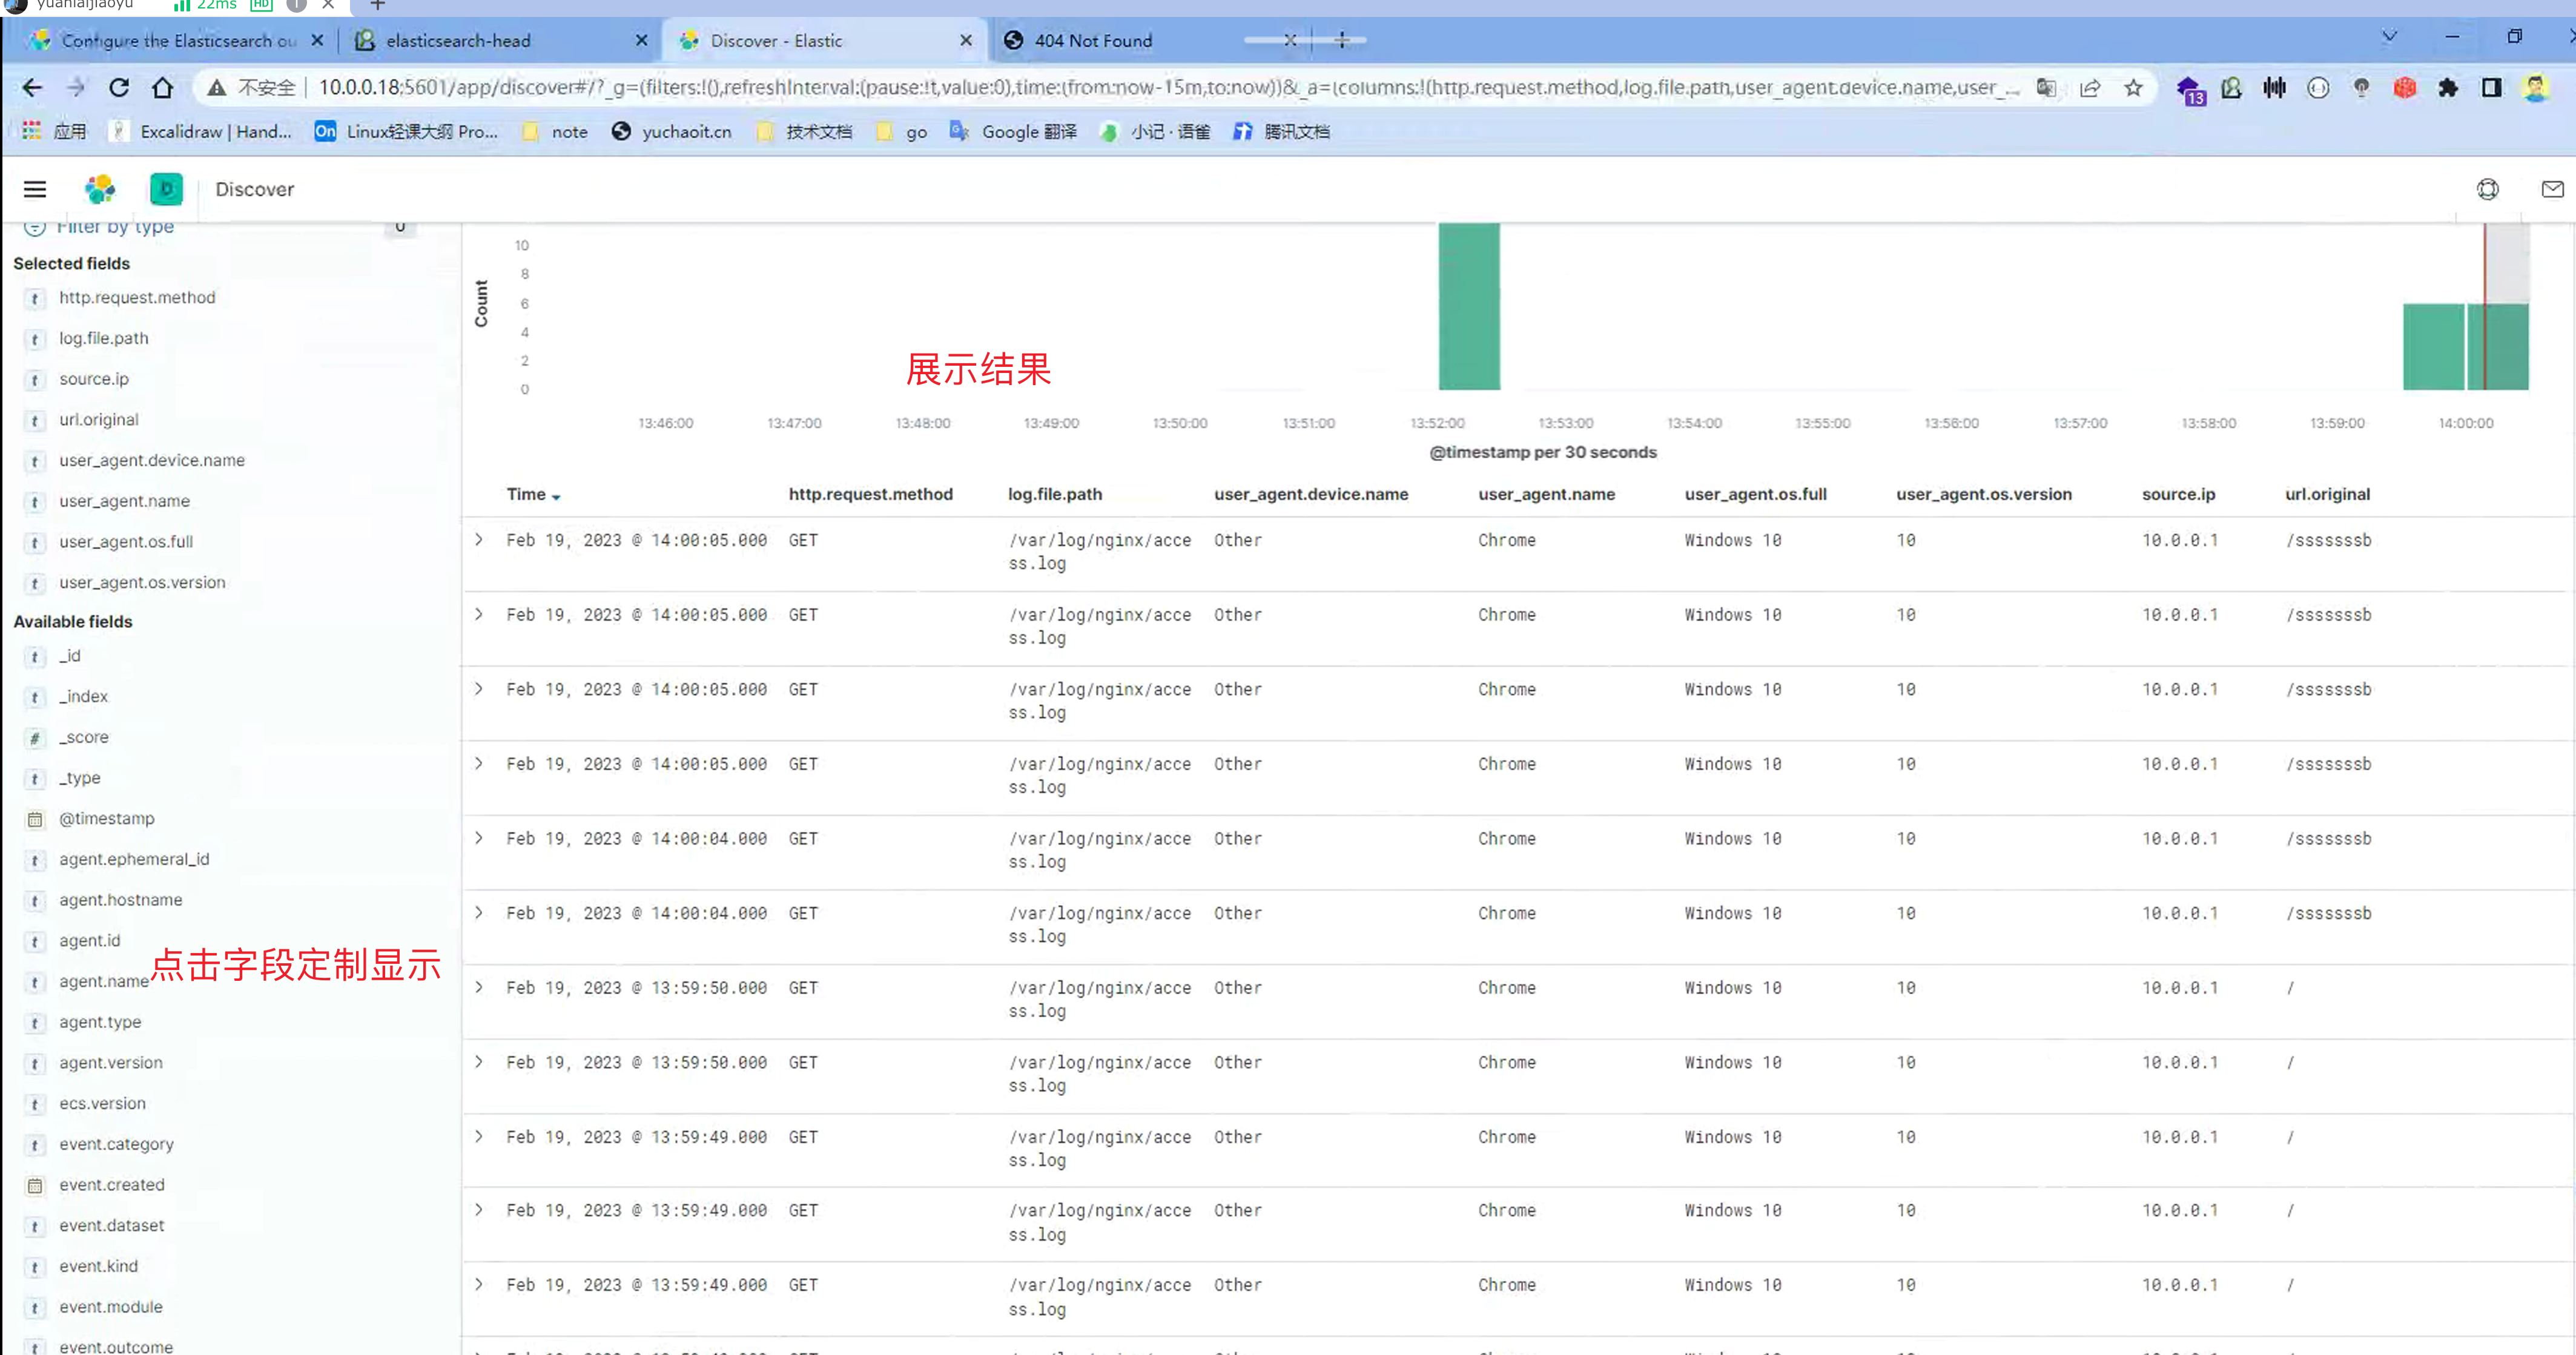 yuanlaijiaoyu 22ms HD
Configure the Elasticsearch ou
elasticsearch-head
Discover - Elastic
404 Not Found
不安全 10.0.0.18:5601/app/discover#/?_g=(filters:!(),refreshInterval:(pause:!t,value:0),time:(from:now-15m,to:now))&_a=(columns:!(http.request.method,log.file.path,user_agent.device.name,user_...
13
应用
Excalidraw | Hand...
On
Linux轻课大纲 Pro...
note
yuchaoit.cn
技术文档
go
Google 翻译
小记 · 语雀
腾讯文档
D
Discover
Filter by type 0
Selected fields
t http.request.method
t log.file.path
t source.ip
t url.original
t user_agent.device.name
t user_agent.name
t user_agent.os.full
t user_agent.os.version
Available fields
t _id
t _index
# _score
t _type
@timestamp
t agent.ephemeral_id
t agent.hostname
t agent.id
t agent.name
点击字段定制显示
t agent.type
t agent.version
t ecs.version
t event.category
event.created
t event.dataset
t event.kind
t event.module
t event.outcome
Count
10
8
6
4
2
0
展示结果
13:46:00 13:47:00 13:48:00 13:49:00 13:50:00 13:51:00 13:52:00 13:53:00 13:54:00 13:55:00 13:56:00 13:57:00 13:58:00 13:59:00 14:00:00
@timestamp per 30 seconds
Time http.request.method log.file.path user_agent.device.name user_agent.name user_agent.os.full user_agent.os.version source.ip url.original
Feb 19, 2023 @ 14:00:05.000 GET /var/log/nginx/acce Other Chrome Windows 10 10 10.0.0.1 /sssssssb
ss.log
Feb 19, 2023 @ 14:00:05.000 GET /var/log/nginx/acce Other Chrome Windows 10 10 10.0.0.1 /sssssssb
ss.log
Feb 19, 2023 @ 14:00:05.000 GET /var/log/nginx/acce Other Chrome Windows 10 10 10.0.0.1 /sssssssb
ss.log
Feb 19, 2023 @ 14:00:05.000 GET /var/log/nginx/acce Other Chrome Windows 10 10 10.0.0.1 /sssssssb
ss.log
Feb 19, 2023 @ 14:00:04.000 GET /var/log/nginx/acce Other Chrome Windows 10 10 10.0.0.1 /sssssssb
ss.log
Feb 19, 2023 @ 14:00:04.000 GET /var/log/nginx/acce Other Chrome Windows 10 10 10.0.0.1 /sssssssb
ss.log
Feb 19, 2023 @ 13:59:50.000 GET /var/log/nginx/acce Other Chrome Windows 10 10 10.0.0.1 /
ss.log
Feb 19, 2023 @ 13:59:50.000 GET /var/log/nginx/acce Other Chrome Windows 10 10 10.0.0.1 /
ss.log
Feb 19, 2023 @ 13:59:49.000 GET /var/log/nginx/acce Other Chrome Windows 10 10 10.0.0.1 /
ss.log
Feb 19, 2023 @ 13:59:49.000 GET /var/log/nginx/acce Other Chrome Windows 10 10 10.0.0.1 /
ss.log
Feb 19, 2023 @ 13:59:49.000 GET /var/log/nginx/acce Other Chrome Windows 10 10 10.0.0.1 /
ss.log